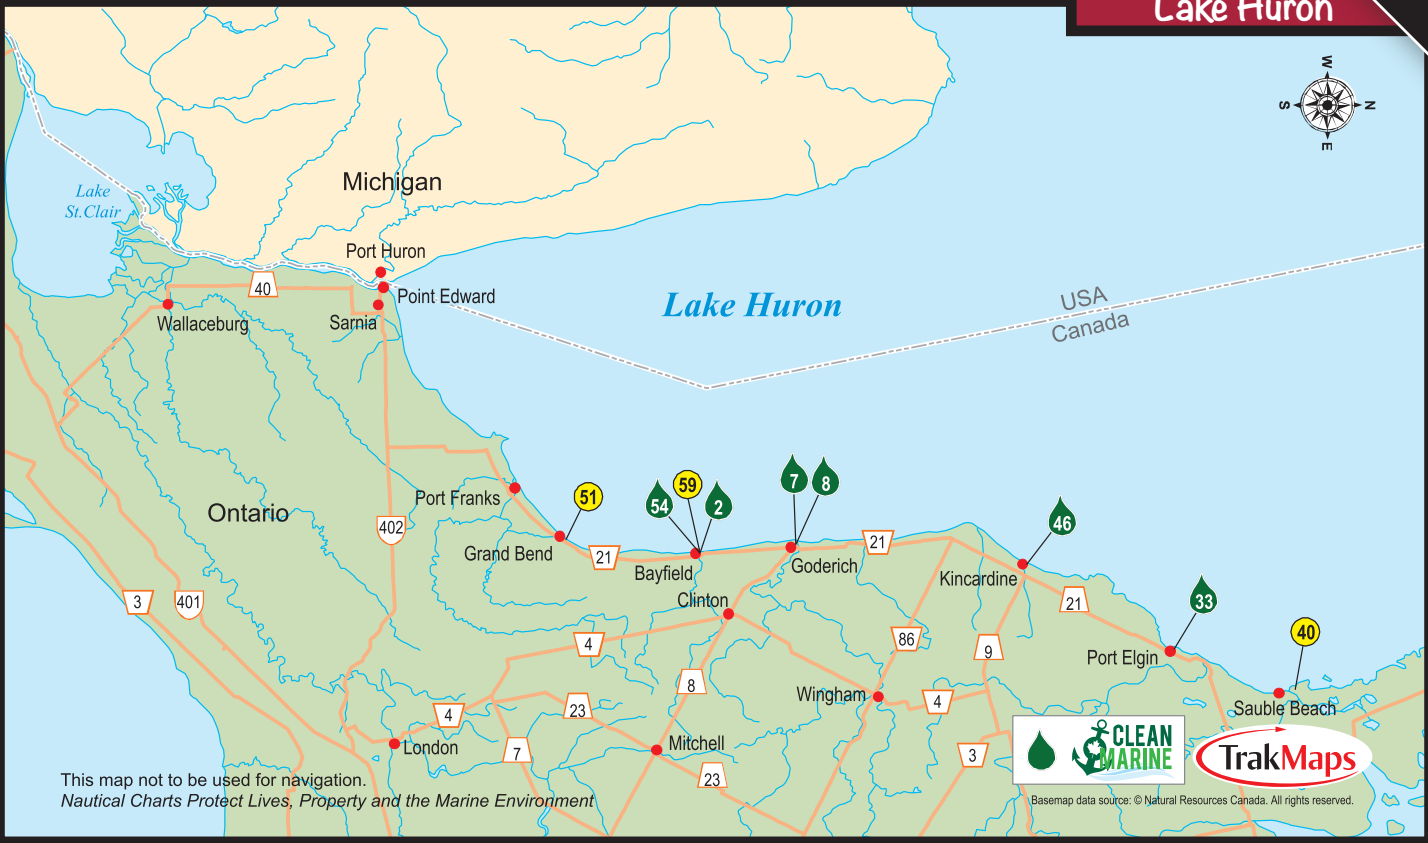 Lake Huron
W
S
N
E
Lake
St.Clair
Michigan
Port Huron
40
Point Edward
Wallaceburg
Sarnia
Lake Huron
USA
Canada
Ontario
402
Port Franks
51
Grand Bend
21
54
59
2
Bayfield
7
8
Goderich
21
Clinton
46
Kincardine
21
33
Port Elgin
40
Sauble Beach
3
401
4
86
9
8
Wingham
4
23
4
London
7
Mitchell
23
3
CLEAN
MARINE
TrakMaps
This map not to be used for navigation.
Nautical Charts Protect Lives, Property and the Marine Environment
Basemap data source: © Natural Resources Canada. All rights reserved.